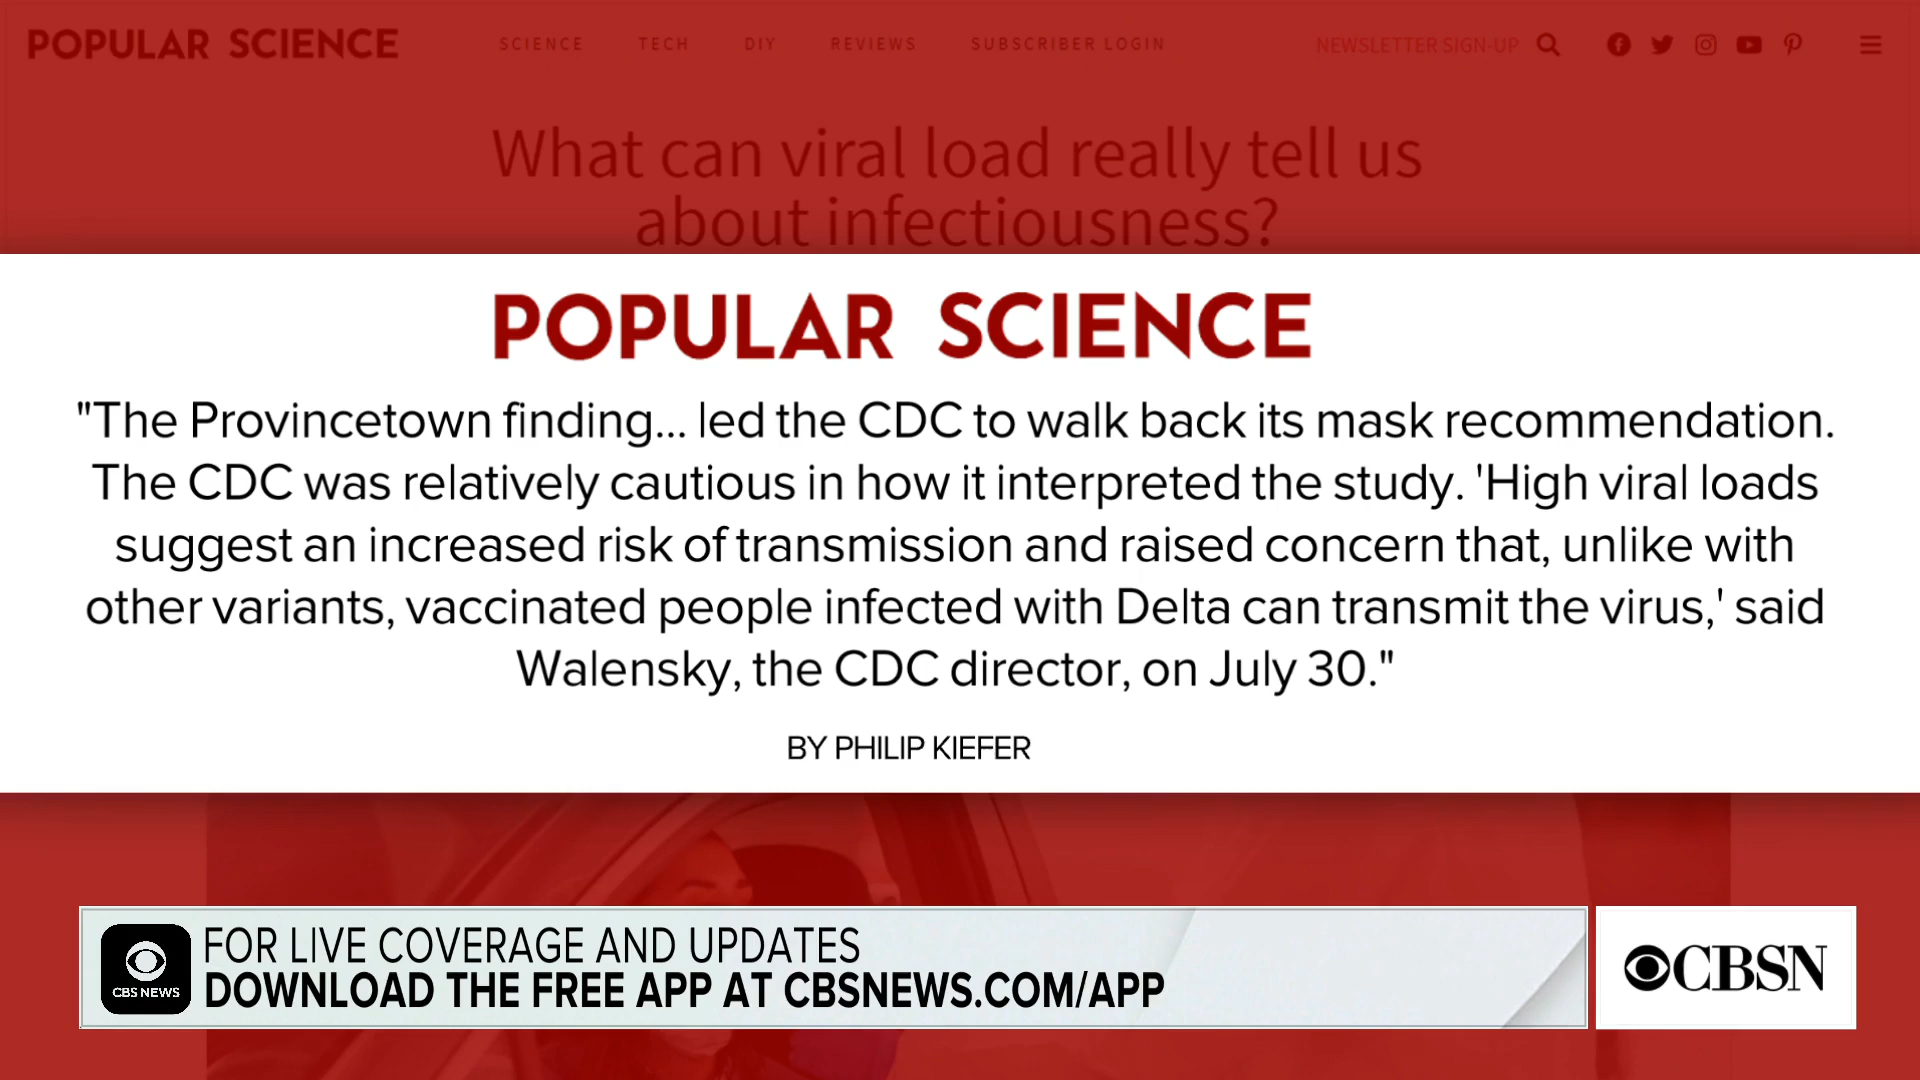 POPULAR SCIENCE
SCIENCE TECH DIY REVIEWS SUBSCRIBER LOGIN NEWSLETTER SIGN-UP
What can viral load really tell us
about infectiousness?
POPULAR SCIENCE
"The Provincetown finding... led the CDC to walk back its mask recommendation.
The CDC was relatively cautious in how it interpreted the study. 'High viral loads
suggest an increased risk of transmission and raised concern that, unlike with
other variants, vaccinated people infected with Delta can transmit the virus,' said
Walensky, the CDC director, on July 30."
BY PHILIP KIEFER
FOR LIVE COVERAGE AND UPDATES
DOWNLOAD THE FREE APP AT CBSNEWS.COM/APP
CBS NEWS
CBSN